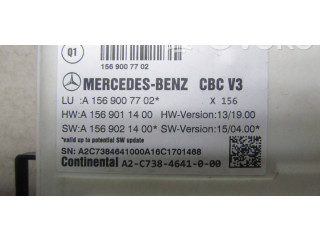 Q1
156 900 77 02
MERCEDES-BENZ CBC V3
LU :A 156 900 77 02* X 156
HW:A 156 901 14 00 HW-Version:13/19.00
SW:A 156 902 14 00* SW-Version:15/04.00*
*valid up to potential SW update
SN: A2C7384641000A16C1701468
Continental A2-C738-4641-0-00